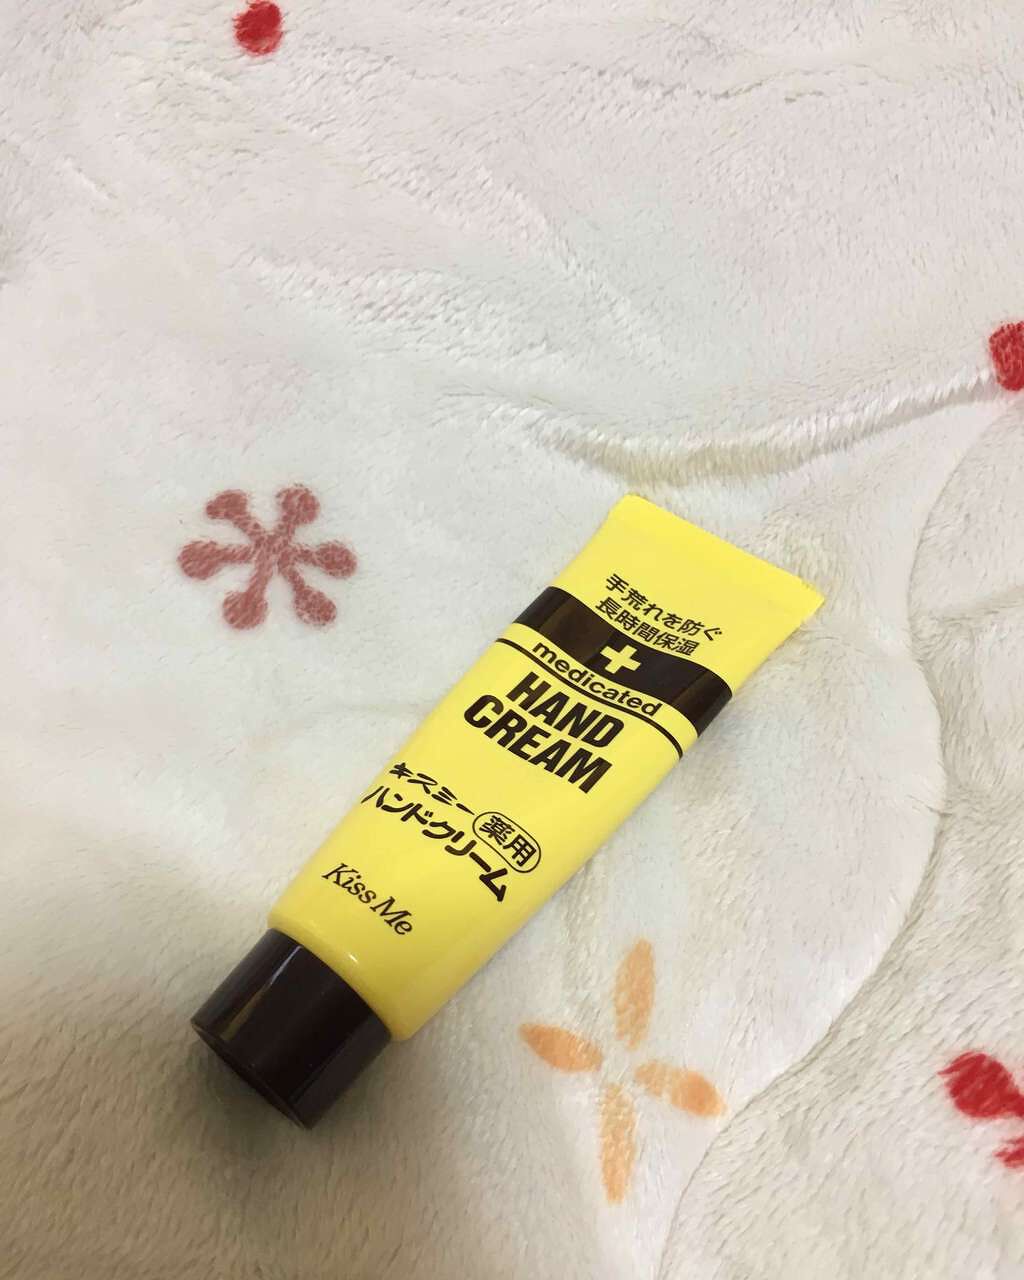 手荒れを防ぐ
長時間保湿
medicated
HAND
CREAM
キスミー 薬用
ハンドクリーム
Kiss Me